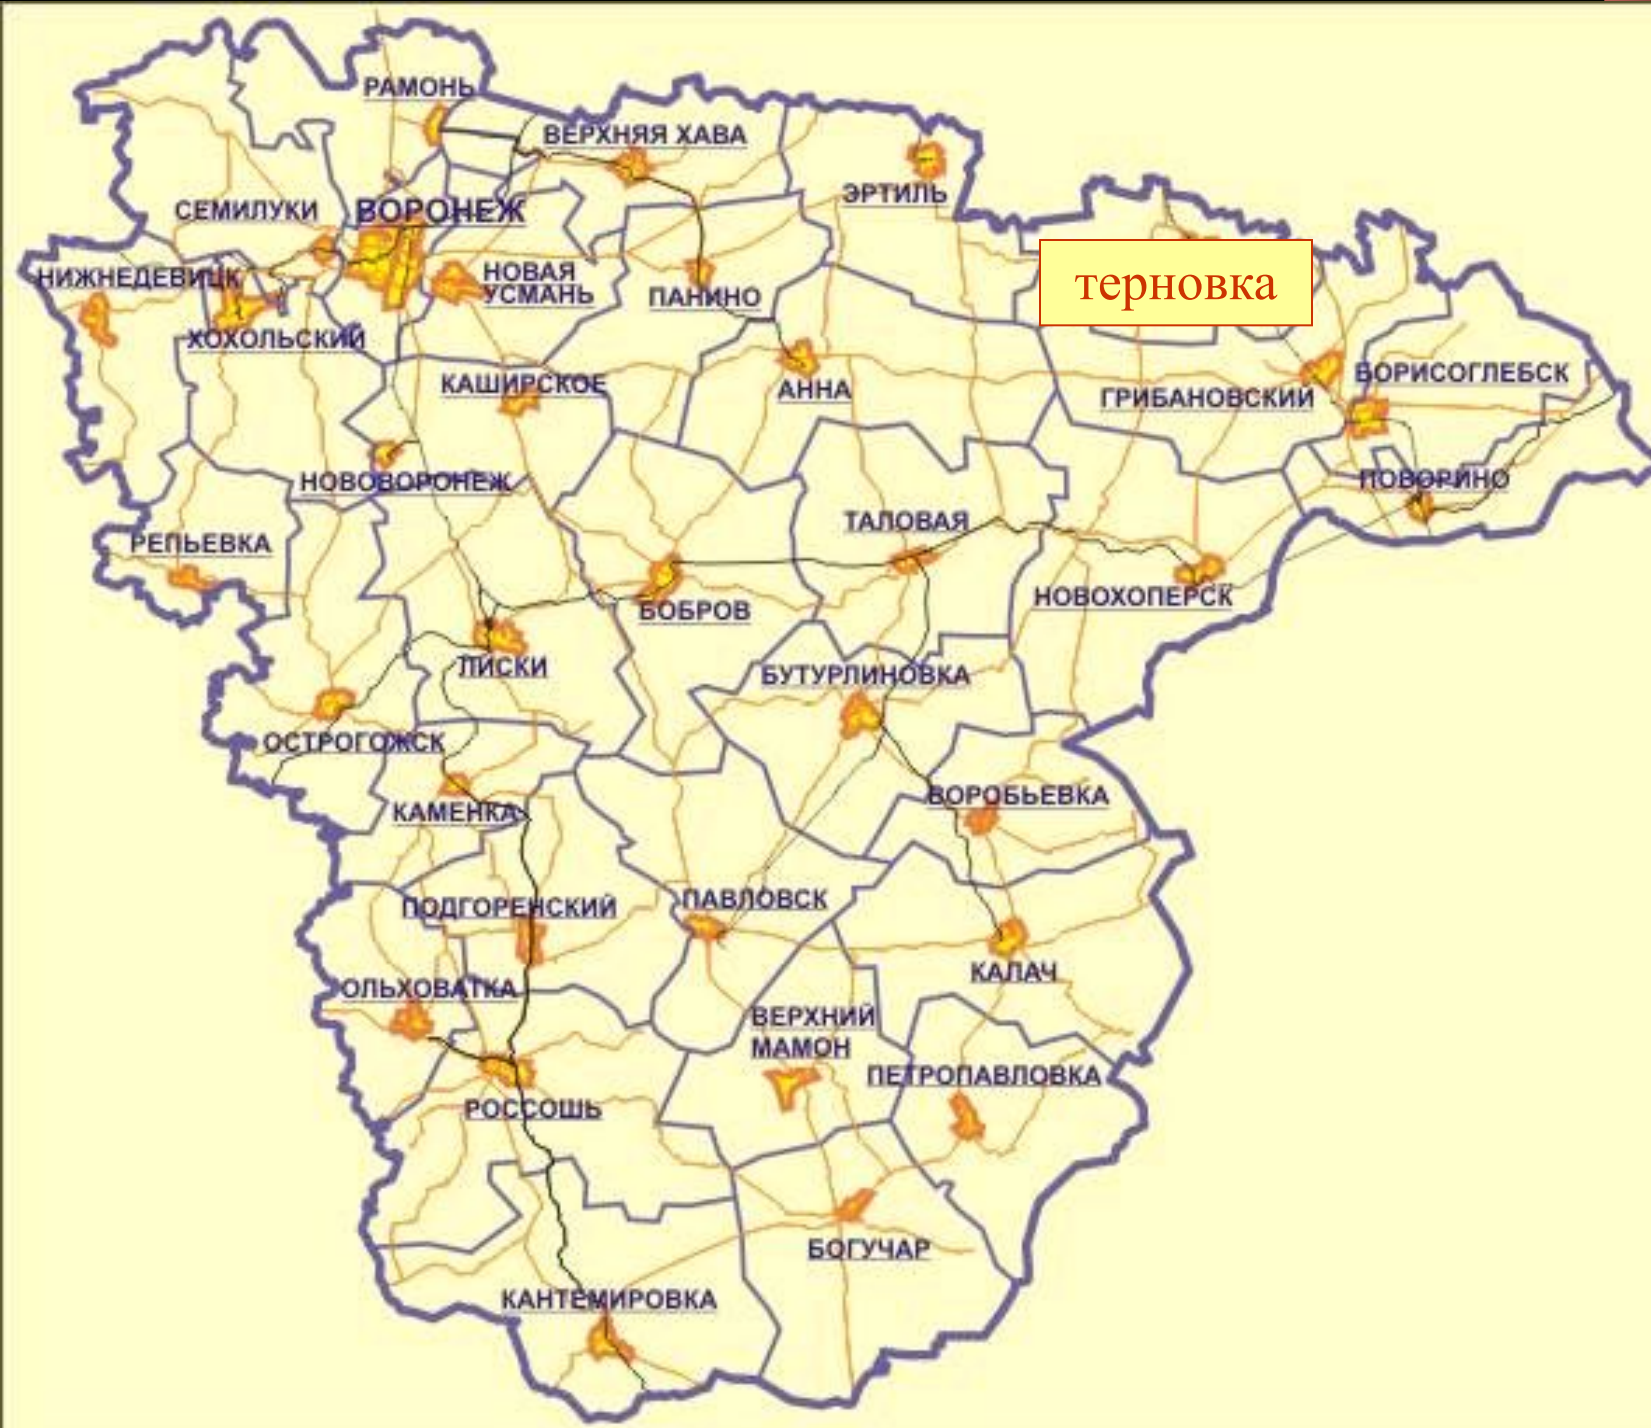 РАМОНЬ
ВЕРХНЯЯ ХАВА
ЭРТИЛЬ
СЕМИЛУКИ
ВОРОНЕЖ
НИЖНЕДЕВИЦК
НОВАЯ
УСМАНЬ
ПАНИНО
терновка
ХОХОЛЬСКИЙ
КАШИРСКОЕ
АННА
ГРИБАНОВСКИЙ
БОРИСОГЛЕБСК
НОВОВОРОНЕЖ
ПОВОРИНО
РЕПЬЕВКА
ТАЛОВАЯ
БОБРОВ
НОВОХОПЕРСК
ЛИСКИ
БУТУРЛИНОВКА
ОСТРОГОЖСК
КАМЕНКА
ВОРОБЬЕВКА
ПОДГОРЕНСКИЙ
ПАВЛОВСК
КАЛАЧ
ОЛЬХОВАТКА
ВЕРХНИЙ
МАМОН
ПЕТРОПАВЛОВКА
РОССОШЬ
БОГУЧАР
КАНТЕМИРОВКА